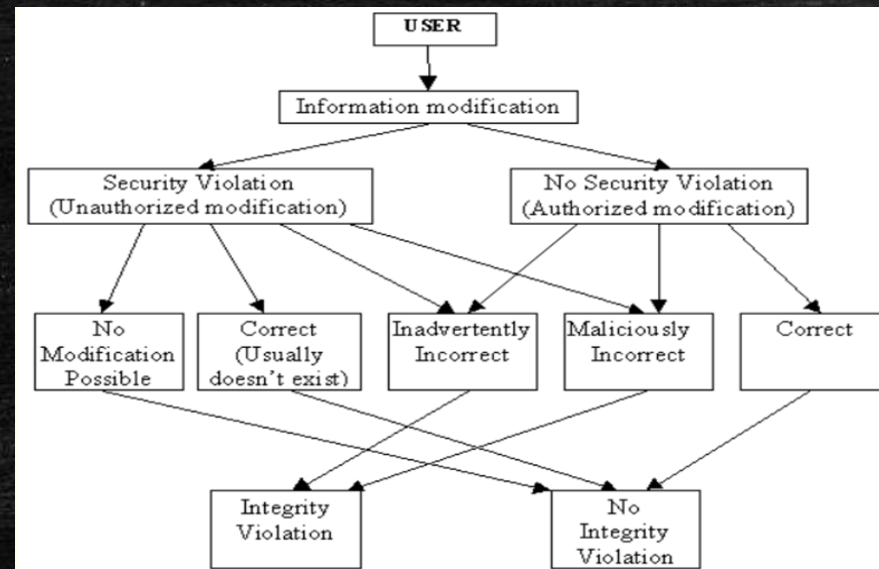 USER
Information modification
Security Violation
(Unauthorized modification)
No Security Violation
(Authorized modification)
No
Modification
Possible
Correct
(Usually
doesn't exist)
Inadvertently
Incorrect
Maliciously
Incorrect
Correct
Integrity
Violation
No
Integrity
Violation